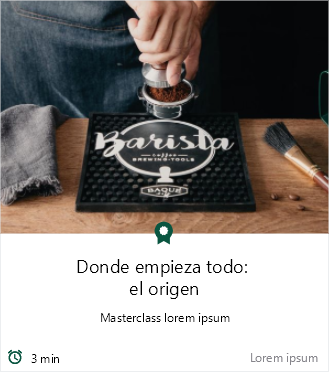 Barista
coffee
BREWING·TOOLS
BAQUÉ
Donde empieza todo:
el origen
Masterclass lorem ipsum
3 min
Lorem ipsum